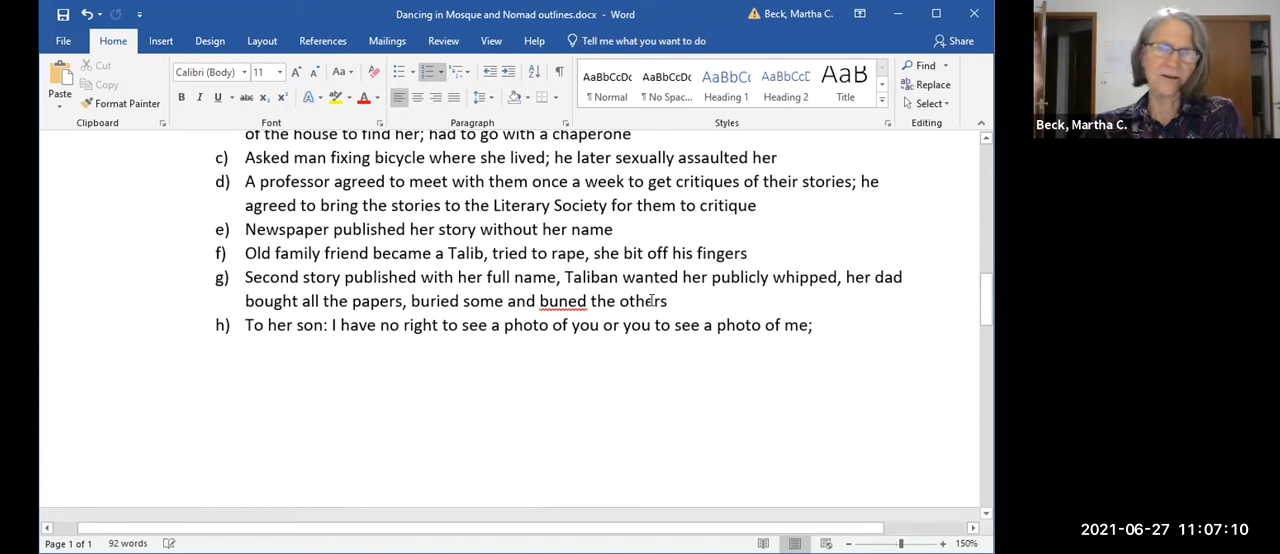 Dancing in Mosque and Nomad outlines.docx - Word
Beck, Martha C.
File Home Insert Design Layout References Mailings Review View Help Tell me what you want to do Share
Paste
Cut
Copy
Format Painter
Calibri (Body) 11
B I U abc x₂ x²
AaBbCcDc AaBbCcDc AaBbC AaBbCcD AaB
¶ Normal ¶ No Spac... Heading 1 Heading 2 Title
Find
Replace
Select
Clipboard Font Paragraph Styles Editing
of the house to find her; had to go with a chaperone
c) Asked man fixing bicycle where she lived; he later sexually assaulted her
d) A professor agreed to meet with them once a week to get critiques of their stories; he
agreed to bring the stories to the Literary Society for them to critique
e) Newspaper published her story without her name
f) Old family friend became a Talib, tried to rape, she bit off his fingers
g) Second story published with her full name, Taliban wanted her publicly whipped, her dad
bought all the papers, buried some and buned the others
h) To her son: I have no right to see a photo of you or you to see a photo of me;
Page 1 of 1 92 words 150%
Beck, Martha C.
2021-06-27 11:07:10